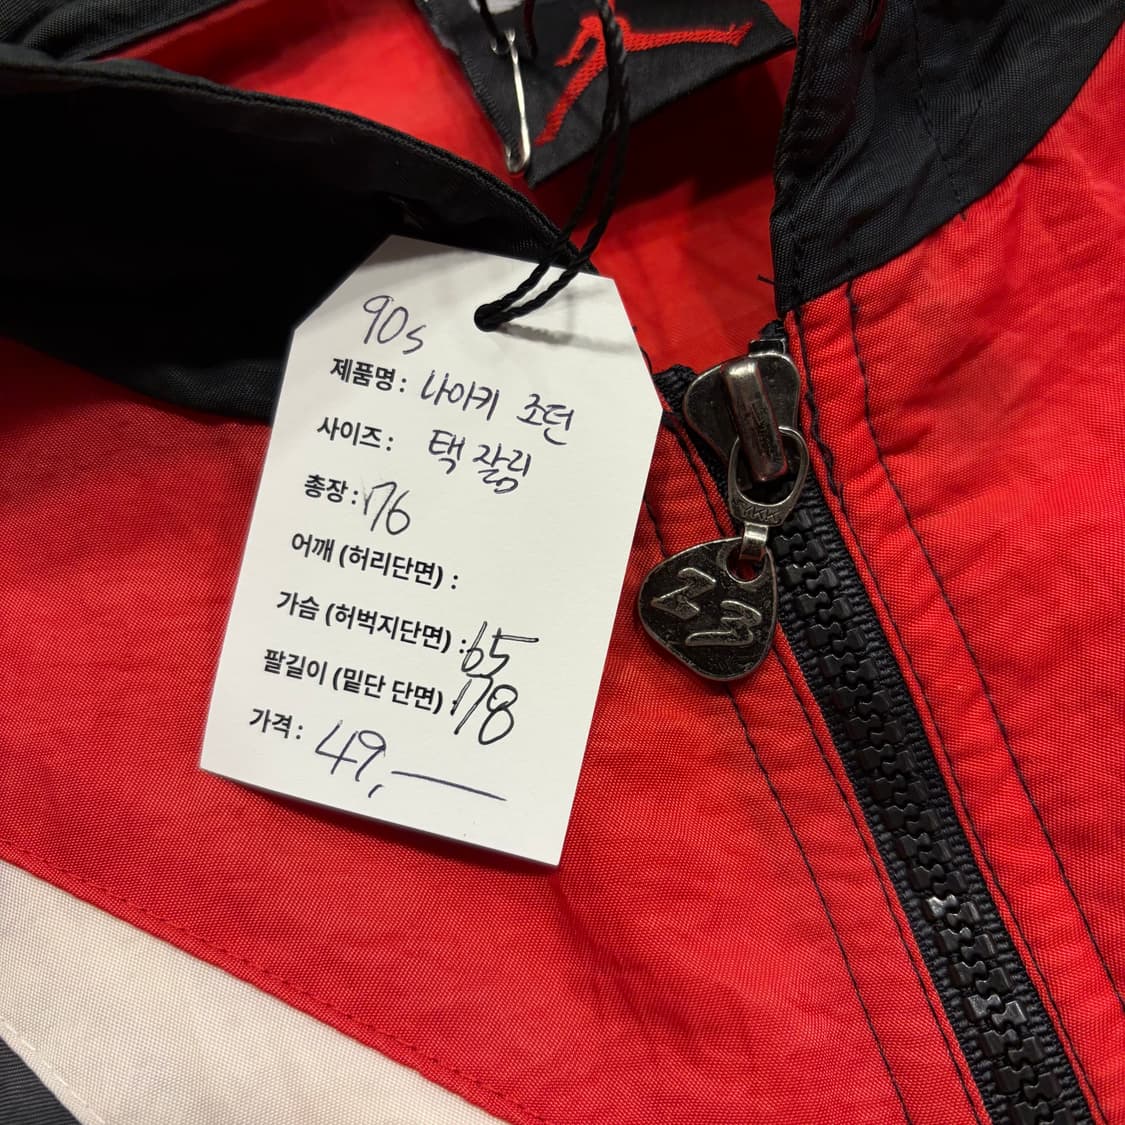 90s
제품명 : 나이키 조던
사이즈 : 택 잘림
총장 : 76
어깨 (허리단면) :
가슴 (허벅지단면) : 65
팔길이 (밑단 단면) : 78
가격 : 49,—
YKK